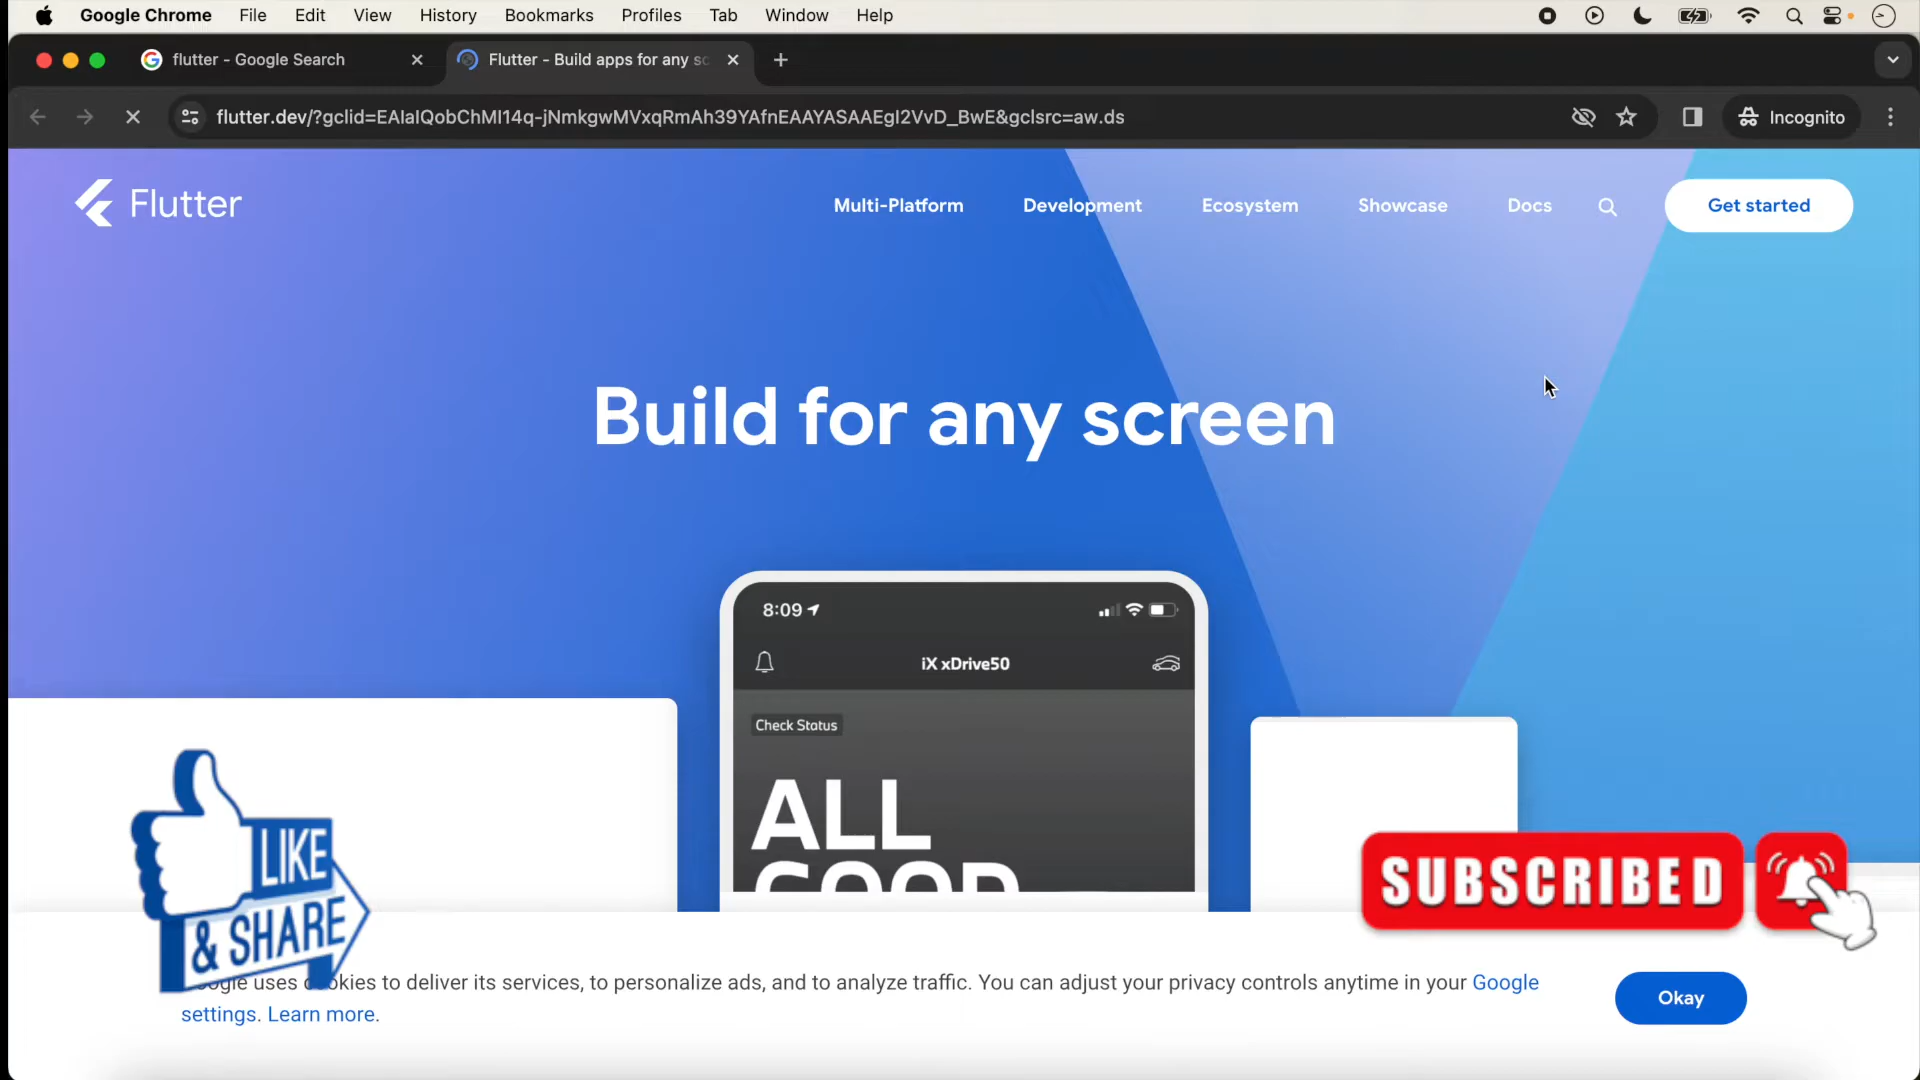 Google Chrome File Edit View History Bookmarks Profiles Tab Window Help
flutter - Google Search
Flutter - Build apps for any sc
flutter.dev/?gclid=EAIaIQobChMI14q-jNmkgwMVxqRmAh39YAfnEAAYASAAEgI2VvD_BwE&gclsrc=aw.ds
Incognito
Flutter
Multi-Platform Development Ecosystem Showcase Docs
Get started
Build for any screen
8:09
iX xDrive50
Check Status
ALL
GOOD
LIKE
& SHARE
SUBSCRIBED
uses cookies to deliver its services, to personalize ads, and to analyze traffic. You can adjust your privacy controls anytime in your Google
settings. Learn more.
Okay